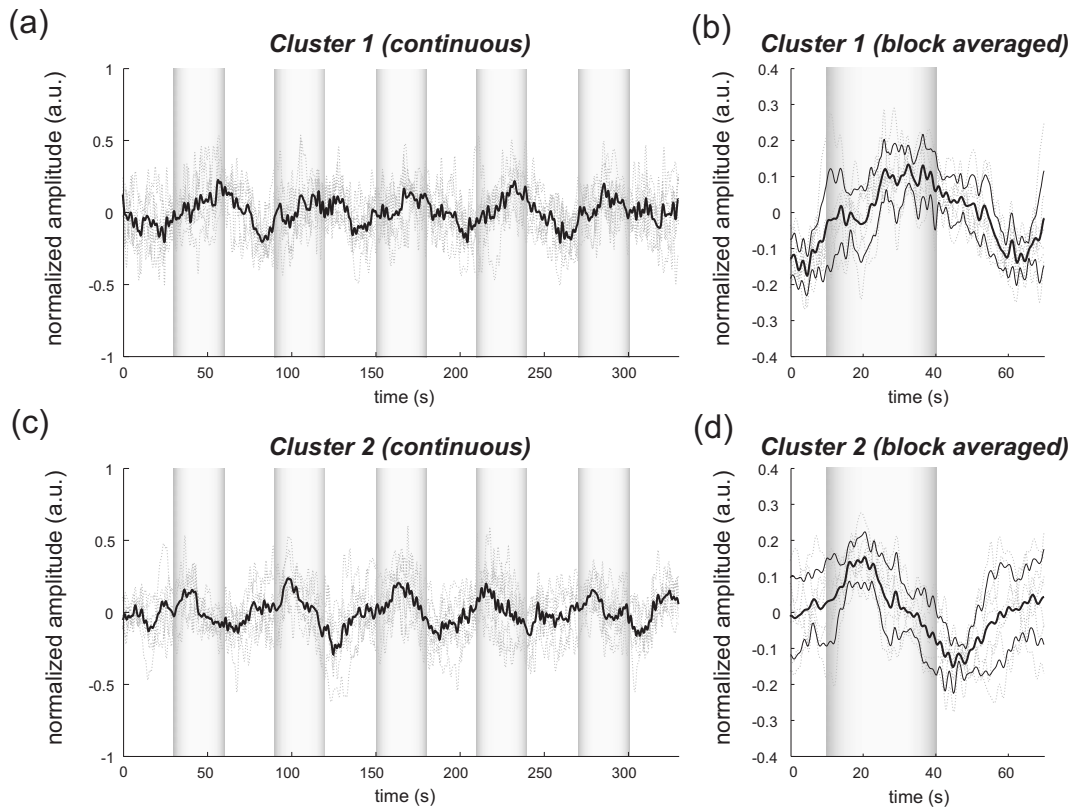 (a)
Cluster 1 (continuous)
normalized amplitude (a.u.)
1
0.5
0
-0.5
-1
0 50 100 150 200 250 300
time (s)
(b)
Cluster 1 (block averaged)
normalized amplitude (a.u.)
0.4
0.3
0.2
0.1
0
-0.1
-0.2
-0.3
-0.4
0 20 40 60
time (s)
(c)
Cluster 2 (continuous)
normalized amplitude (a.u.)
1
0.5
0
-0.5
-1
0 50 100 150 200 250 300
time (s)
(d)
Cluster 2 (block averaged)
normalized amplitude (a.u.)
0.4
0.3
0.2
0.1
0
-0.1
-0.2
-0.3
-0.4
0 20 40 60
time (s)